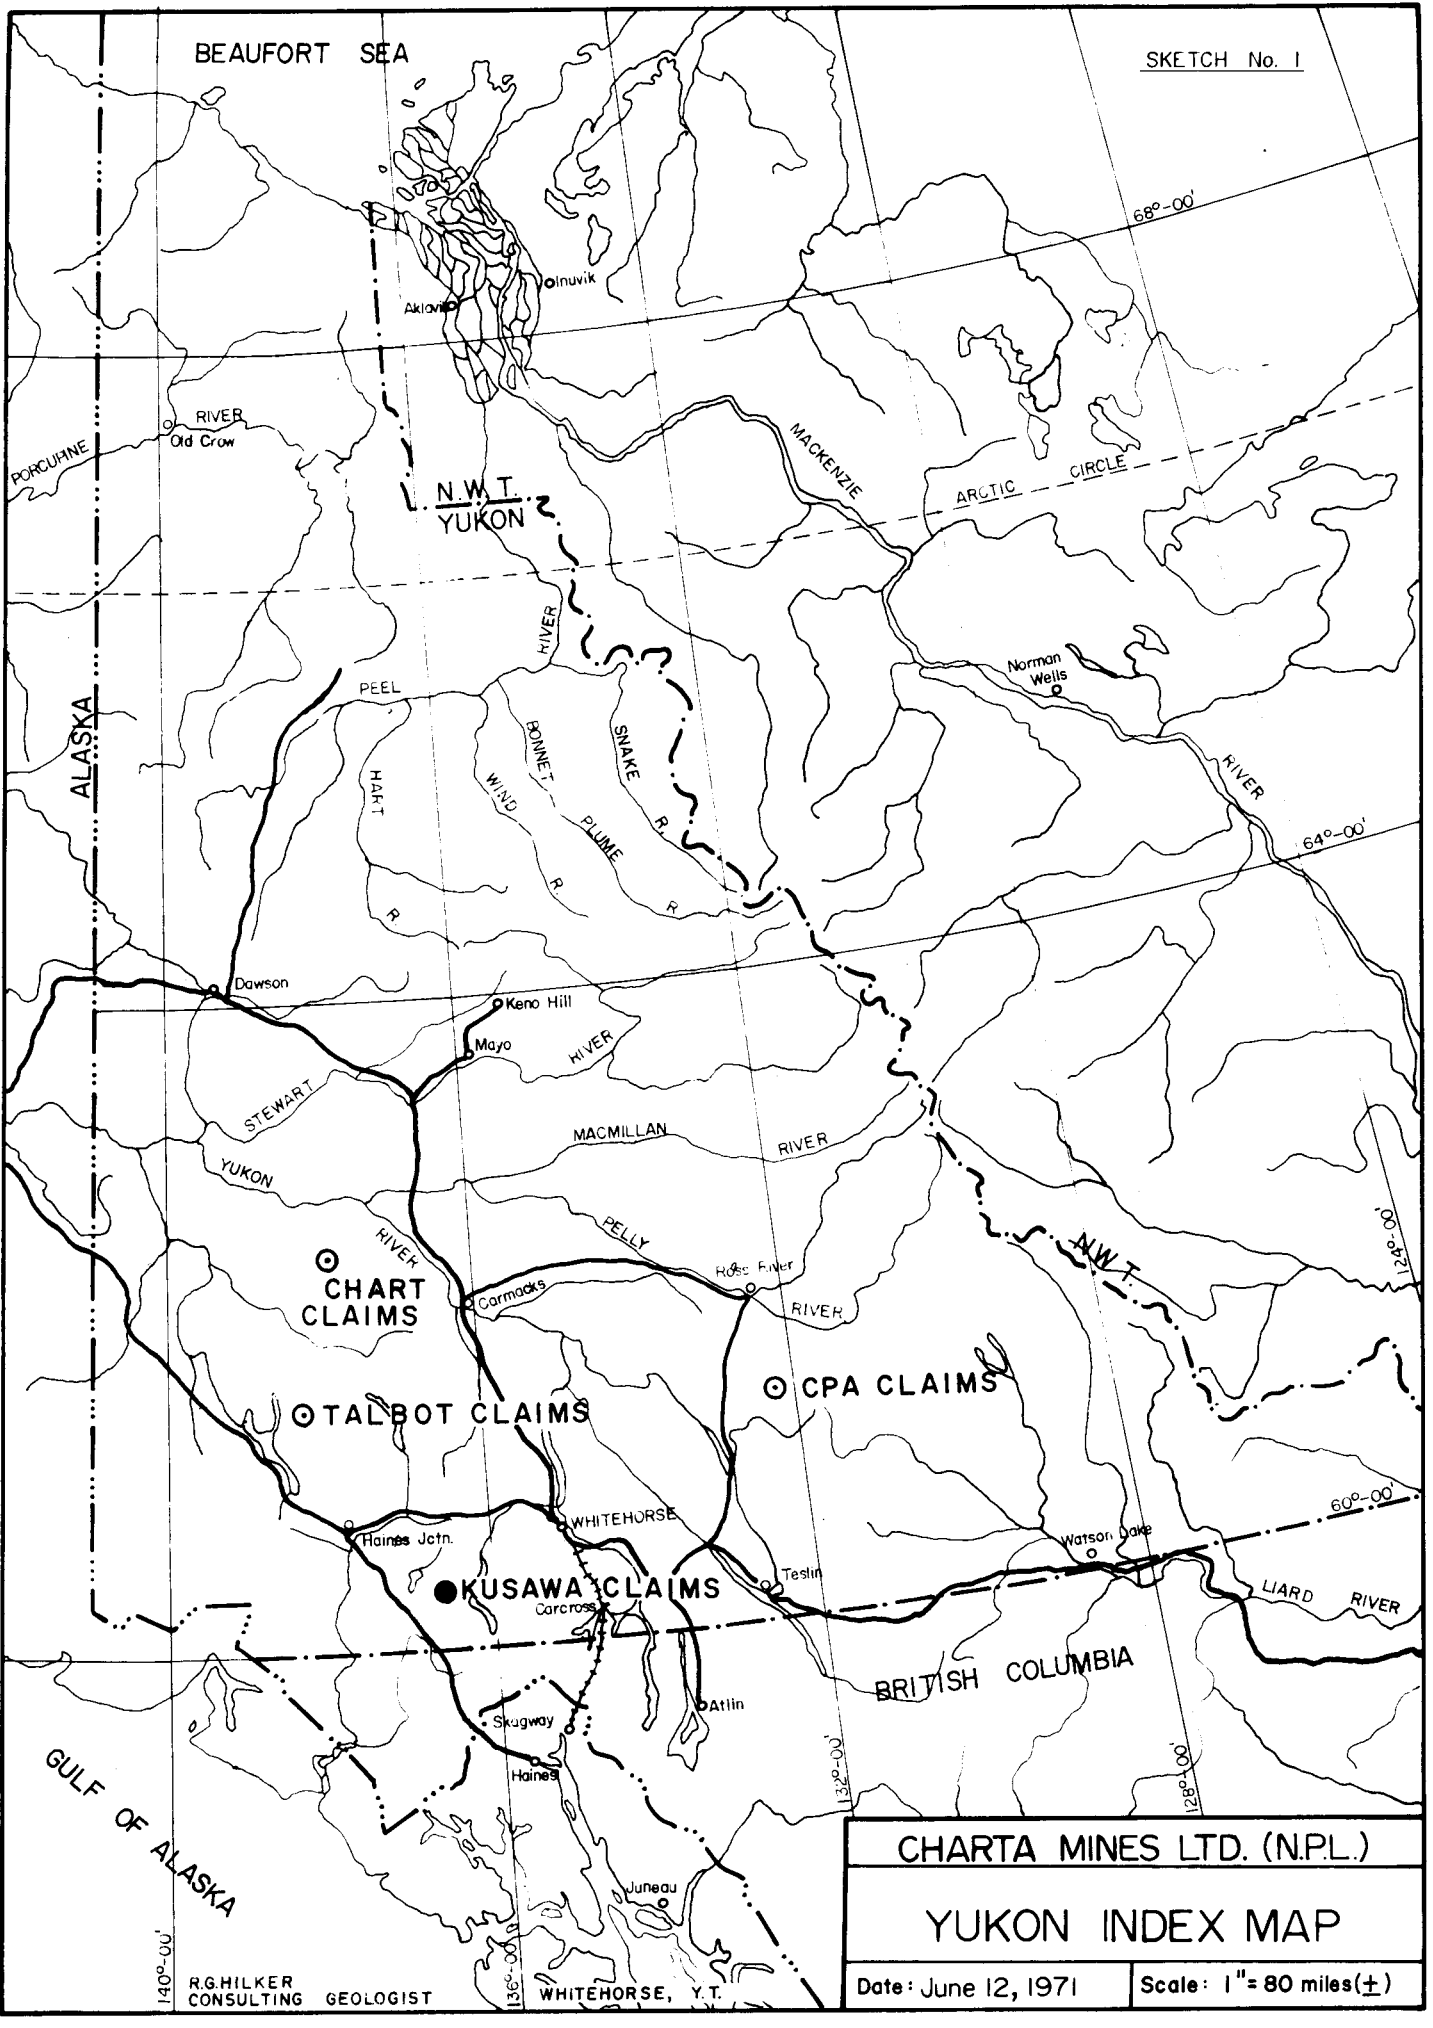 BEAUFORT SEA
SKETCH No. 1
68°-00'
Inuvik
Aklavik
RIVER
Old Crow
PORCUPINE
MACKENZIE
ARCTIC CIRCLE
N.W.T.
YUKON
RIVER
Norman
Wells
PEEL
ALASKA
BONNET
SNAKE
HART
WIND
PLUME
R.
RIVER
64°-00'
R.
R
R.
Dawson
Keno Hill
Mayo
RIVER
STEWART
MACMILLAN
RIVER
YUKON
RIVER
PELLY
N.W.T.
124°-00'
CHART
CLAIMS
Carmacks
Ross River
RIVER
CPA CLAIMS
TALBOT CLAIMS
60°-00'
WHITEHORSE
Haines Jctn.
Watson Lake
Teslin
KUSAWA CLAIMS
Carcross
LIARD RIVER
BRITISH COLUMBIA
Atlin
Skagway
Haines
132°-00'
128°-00'
GULF OF ALASKA
Juneau
140°-00'
136°-00'
R.G.HILKER
CONSULTING GEOLOGIST
WHITEHORSE, Y.T.
CHARTA MINES LTD. (N.P.L.)
YUKON INDEX MAP
Date: June 12, 1971
Scale: 1"= 80 miles(±)